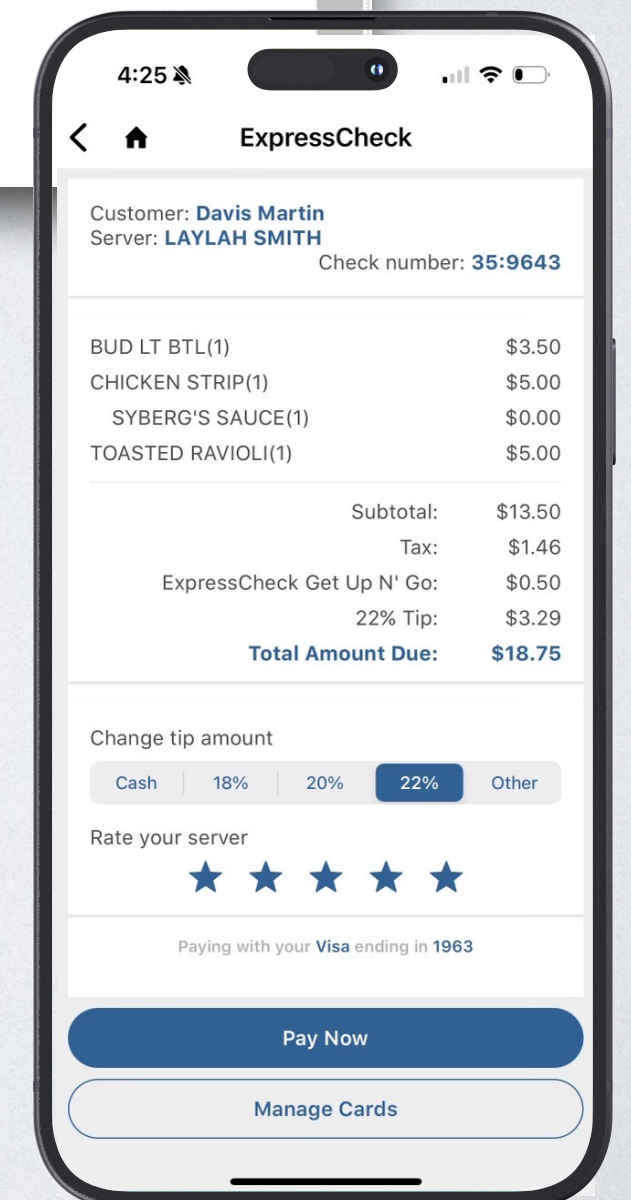 4:25
ExpressCheck
Customer: Davis Martin
Server: LAYLAH SMITH
Check number: 35:9643
BUD LT BTL(1) $3.50
CHICKEN STRIP(1) $5.00
SYBERG'S SAUCE(1) $0.00
TOASTED RAVIOLI(1) $5.00
Subtotal: $13.50
Tax: $1.46
ExpressCheck Get Up N' Go: $0.50
22% Tip: $3.29
Total Amount Due: $18.75
Change tip amount
Cash 18% 20% 22% Other
Rate your server
Paying with your Visa ending in 1963
Pay Now
Manage Cards